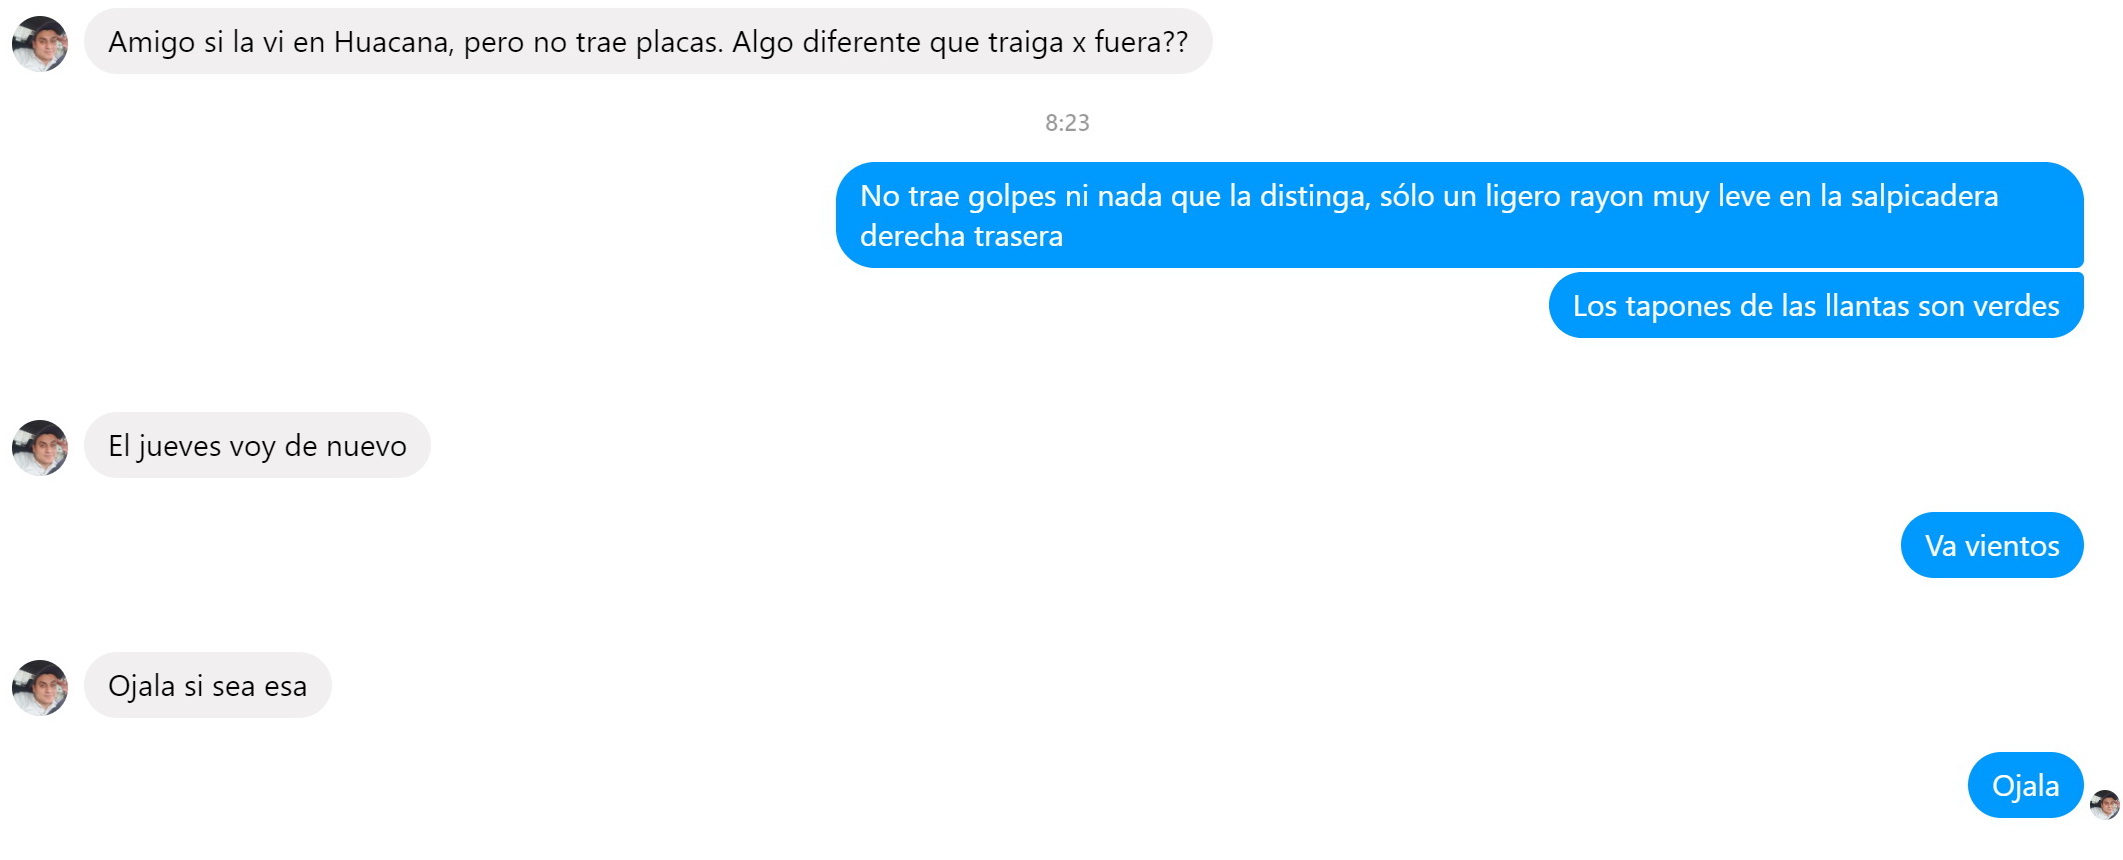 Amigo si la vi en Huacana, pero no trae placas. Algo diferente que traiga x fuera??
8:23
No trae golpes ni nada que la distinga, sólo un ligero rayon muy leve en la salpicadera
derecha trasera
Los tapones de las llantas son verdes
El jueves voy de nuevo
Va vientos
Ojala si sea esa
Ojala